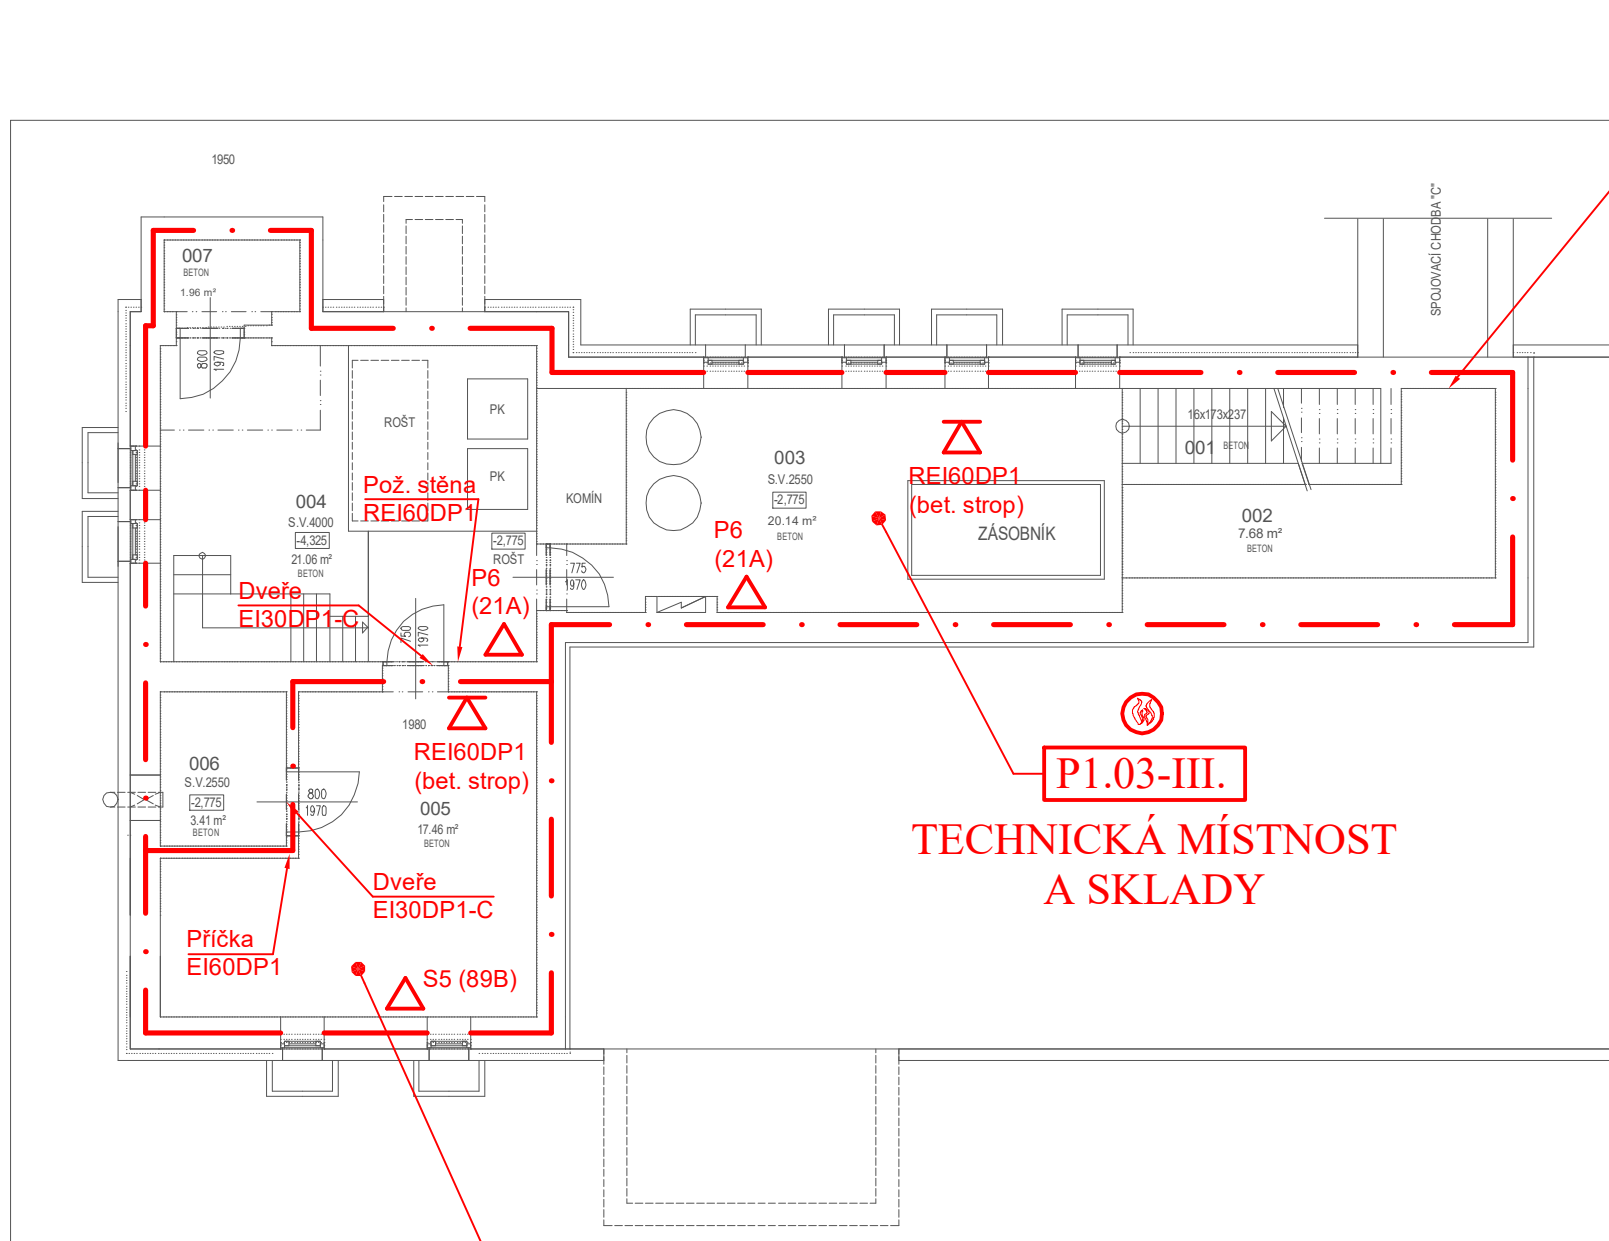 1950
SPOJOVACÍ CHODBA "C"
007
BETON
1.96 m²
800
1970
ROŠT
PK
PK
KOMÍN
Pož. stěna
REI60DP1
004
S.V.4000
-4,325
21.06 m²
BETON
-2,775
ROŠT
775
1970
P6
(21A)
Dveře
EI30DP1-C
750
1970
003
S.V.2550
-2,775
20.14 m²
BETON
P6
(21A)
REI60DP1
(bet. strop)
ZÁSOBNÍK
16x173x237
001
BETON
002
7.68 m²
BETON
1980
REI60DP1
(bet. strop)
006
S.V.2550
-2,775
3.41 m²
BETON
800
1970
005
17.46 m²
BETON
Dveře
EI30DP1-C
Příčka
EI60DP1
S5 (89B)
P1.03-III.
TECHNICKÁ MÍSTNOST
A SKLADY